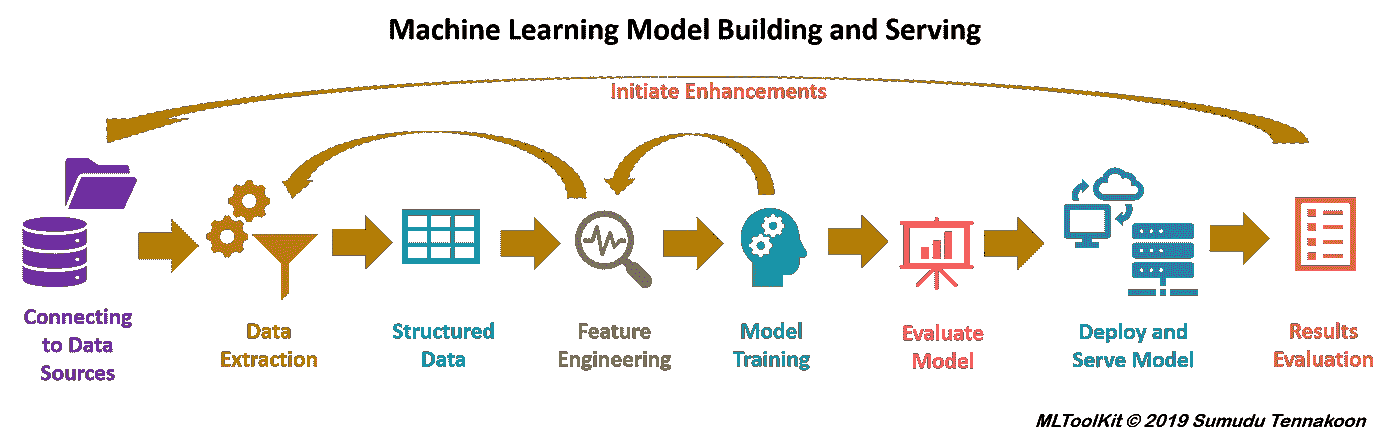 Machine Learning Model Building and Serving
Initiate Enhancements
Connecting
to Data
Sources
Data
Extraction
Structured
Data
Feature
Engineering
Model
Training
Evaluate
Model
Deploy and
Serve Model
Results
Evaluation
MLToolKit © 2019 Sumudu Tennakoon